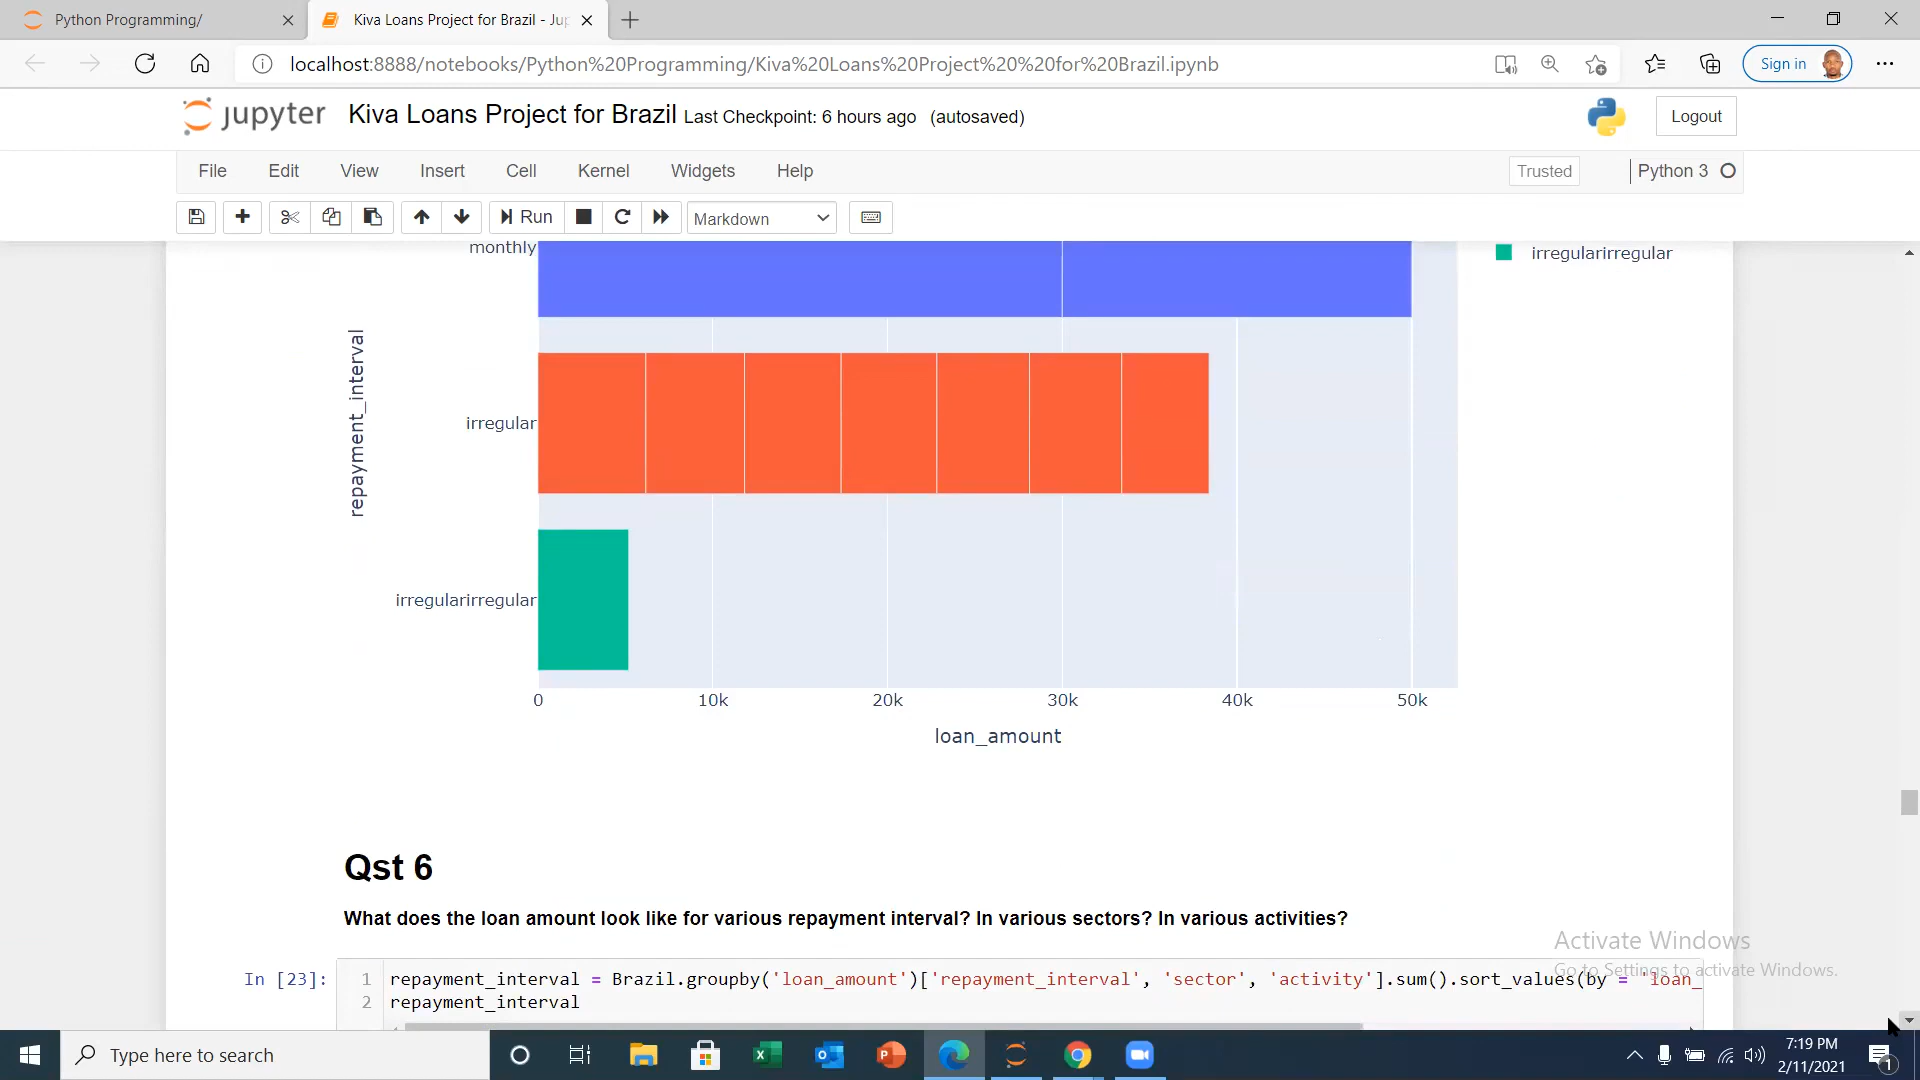 Python Programming/
Kiva Loans Project for Brazil - Jup
localhost:8888/notebooks/Python%20Programming/Kiva%20Loans%20Project%20%20for%20Brazil.ipynb
Sign in
jupyter
Kiva Loans Project for Brazil Last Checkpoint: 6 hours ago (autosaved)
Logout
File Edit View Insert Cell Kernel Widgets Help
Trusted
Python 3
Run
Markdown
monthly
irregularirregular
repayment_interval
irregular
irregularirregular
0 10k 20k 30k 40k 50k
loan_amount
Qst 6
What does the loan amount look like for various repayment interval? In various sectors? In various activities?
Activate Windows
Go to Settings to activate Windows.
In [23]:
1 repayment_interval = Brazil.groupby('loan_amount')['repayment_interval', 'sector', 'activity'].sum().sort_values(by = 'loan_
2 repayment_interval
Type here to search
7:19 PM
2/11/2021
1